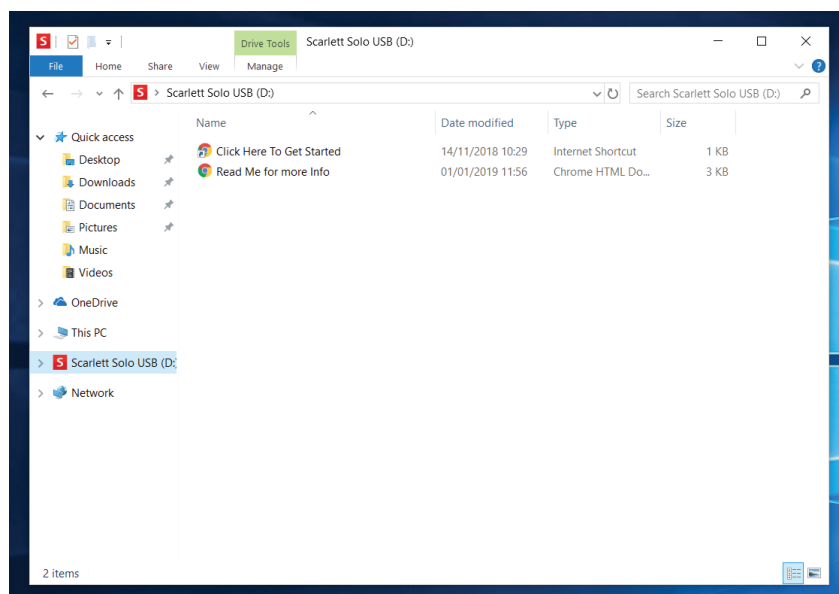 S
Drive Tools Scarlett Solo USB (D:)
File Home Share View Manage
?
S > Scarlett Solo USB (D:)
Search Scarlett Solo USB (D:)
Name Date modified Type Size
Quick access
Click Here To Get Started 14/11/2018 10:29 Internet Shortcut 1 KB
Desktop
Read Me for more Info 01/01/2019 11:56 Chrome HTML Do... 3 KB
Downloads
Documents
Pictures
Music
Videos
OneDrive
This PC
S Scarlett Solo USB (D:
Network
2 items